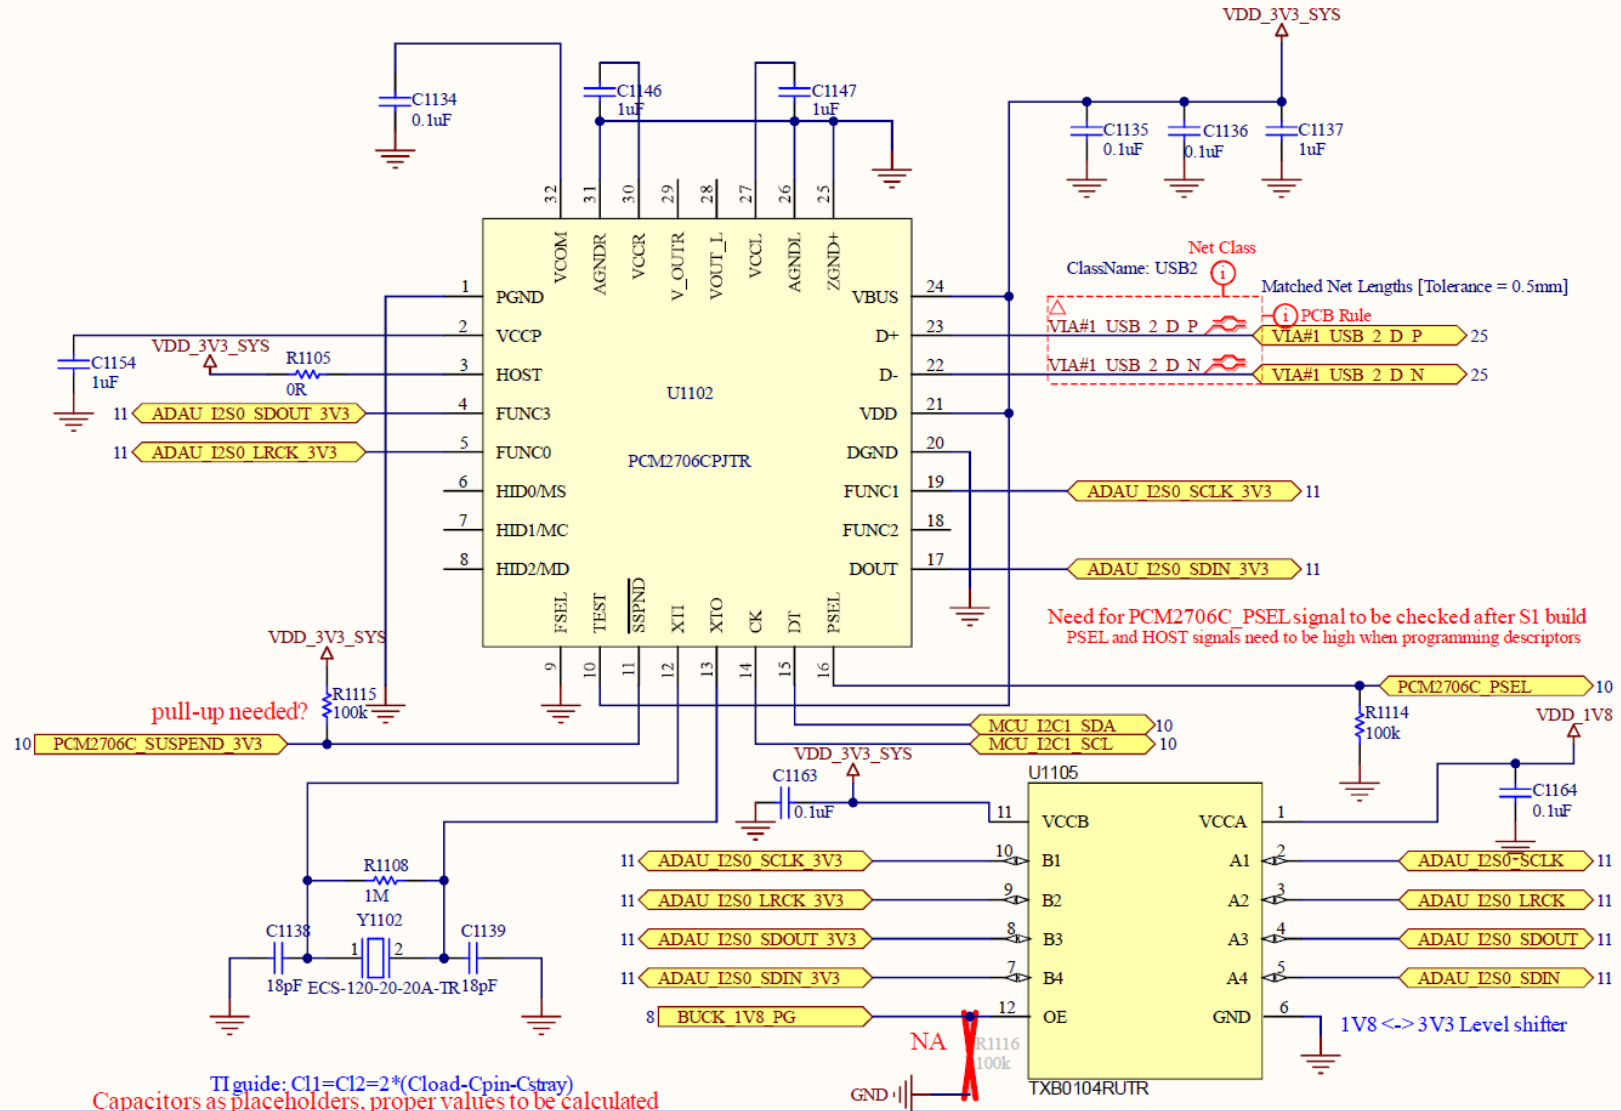 VDD_3V3_SYS
C1134
0.1uF
C1146
1uF
C1147
1uF
C1135
0.1uF
C1136
0.1uF
C1137
1uF
32 31 30 29 28 27 26 25
VCOM AGNDR VCCR V_OUTR VOUT_L VCCL AGNDL ZGND+
Net Class
ClassName: USB2
i
Matched Net Lengths [Tolerance = 0.5mm]
i PCB Rule
1 PGND
VBUS 24
2 VCCP
D+ 23
VIA#1_USB_2_D_P
VIA#1_USB_2_D_P 25
C1154
1uF
VDD_3V3_SYS
R1105
0R
3 HOST
D- 22
VIA#1_USB_2_D_N
VIA#1_USB_2_D_N 25
U1102
11 ADAU_I2S0_SDOUT_3V3
4 FUNC3
VDD 21
11 ADAU_I2S0_LRCK_3V3
5 FUNC0
DGND 20
PCM2706CPJTR
6 HID0/MS
FUNC1 19
ADAU_I2S0_SCLK_3V3 11
7 HID1/MC
FUNC2 18
8 HID2/MD
DOUT 17
ADAU_I2S0_SDIN_3V3 11
FSEL TEST SSPND XTI XTO CK DT PSEL
9 10 11 12 13 14 15 16
Need for PCM2706C_PSEL signal to be checked after S1 build
PSEL and HOST signals need to be high when programming descriptors
VDD_3V3_SYS
R1115
100k
pull-up needed?
10 PCM2706C_SUSPEND_3V3
PCM2706C_PSEL 10
R1114
100k
VDD_1V8
MCU_I2C1_SDA 10
MCU_I2C1_SCL 10
VDD_3V3_SYS
C1163
0.1uF
U1105
C1164
0.1uF
11 VCCB
VCCA 1
11 ADAU_I2S0_SCLK_3V3
10 B1
A1 2
ADAU_I2S0_SCLK 11
11 ADAU_I2S0_LRCK_3V3
9 B2
A2 3
ADAU_I2S0_LRCK 11
11 ADAU_I2S0_SDOUT_3V3
8 B3
A3 4
ADAU_I2S0_SDOUT 11
11 ADAU_I2S0_SDIN_3V3
7 B4
A4 5
ADAU_I2S0_SDIN 11
8 BUCK_1V8_PG
12 OE
GND 6
1V8 <-> 3V3 Level shifter
NA
R1116
100k
GND
TXB0104RUTR
R1108
1M
Y1102
1 2
C1138
18pF
ECS-120-20-20A-TR
C1139
18pF
TI guide: Cl1=Cl2=2*(Cload-Cpin-Cstray)
Capacitors as placeholders, proper values to be calculated